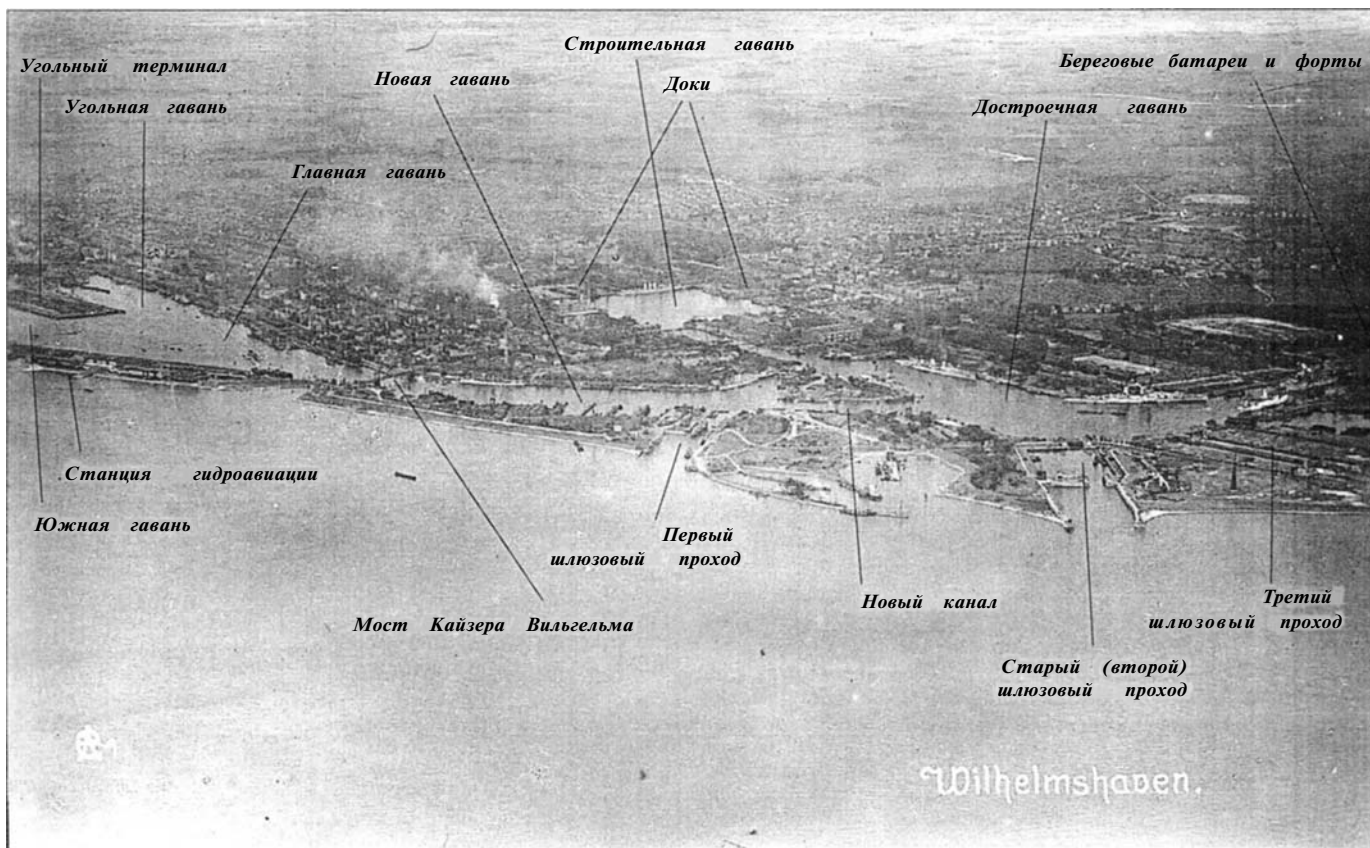 Строительная гавань
Угольный терминал
Новая гавань
Доки
Береговые батареи и форты
Угольная гавань
Достроечная гавань
Главная гавань
Станция гидроавиации
Южная гавань
Первый
шлюзовый проход
Новый канал
Третий
шлюзовый проход
Мост Кайзера Вильгельма
Старый (второй)
шлюзовый проход
Wilhelmshaven.